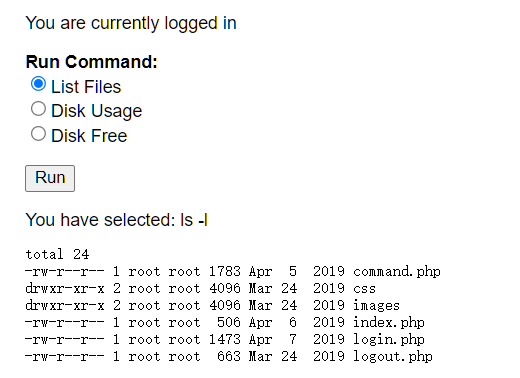 You are currently logged in
Run Command:
List Files
Disk Usage
Disk Free
Run
You have selected: ls -l
total 24
-rw-r--r-- 1 root root 1783 Apr  5  2019 command.php
drwxr-xr-x 2 root root 4096 Mar 24  2019 css
drwxr-xr-x 2 root root 4096 Mar 24  2019 images
-rw-r--r-- 1 root root  506 Apr  6  2019 index.php
-rw-r--r-- 1 root root 1473 Apr  7  2019 login.php
-rw-r--r-- 1 root root  663 Mar 24  2019 logout.php